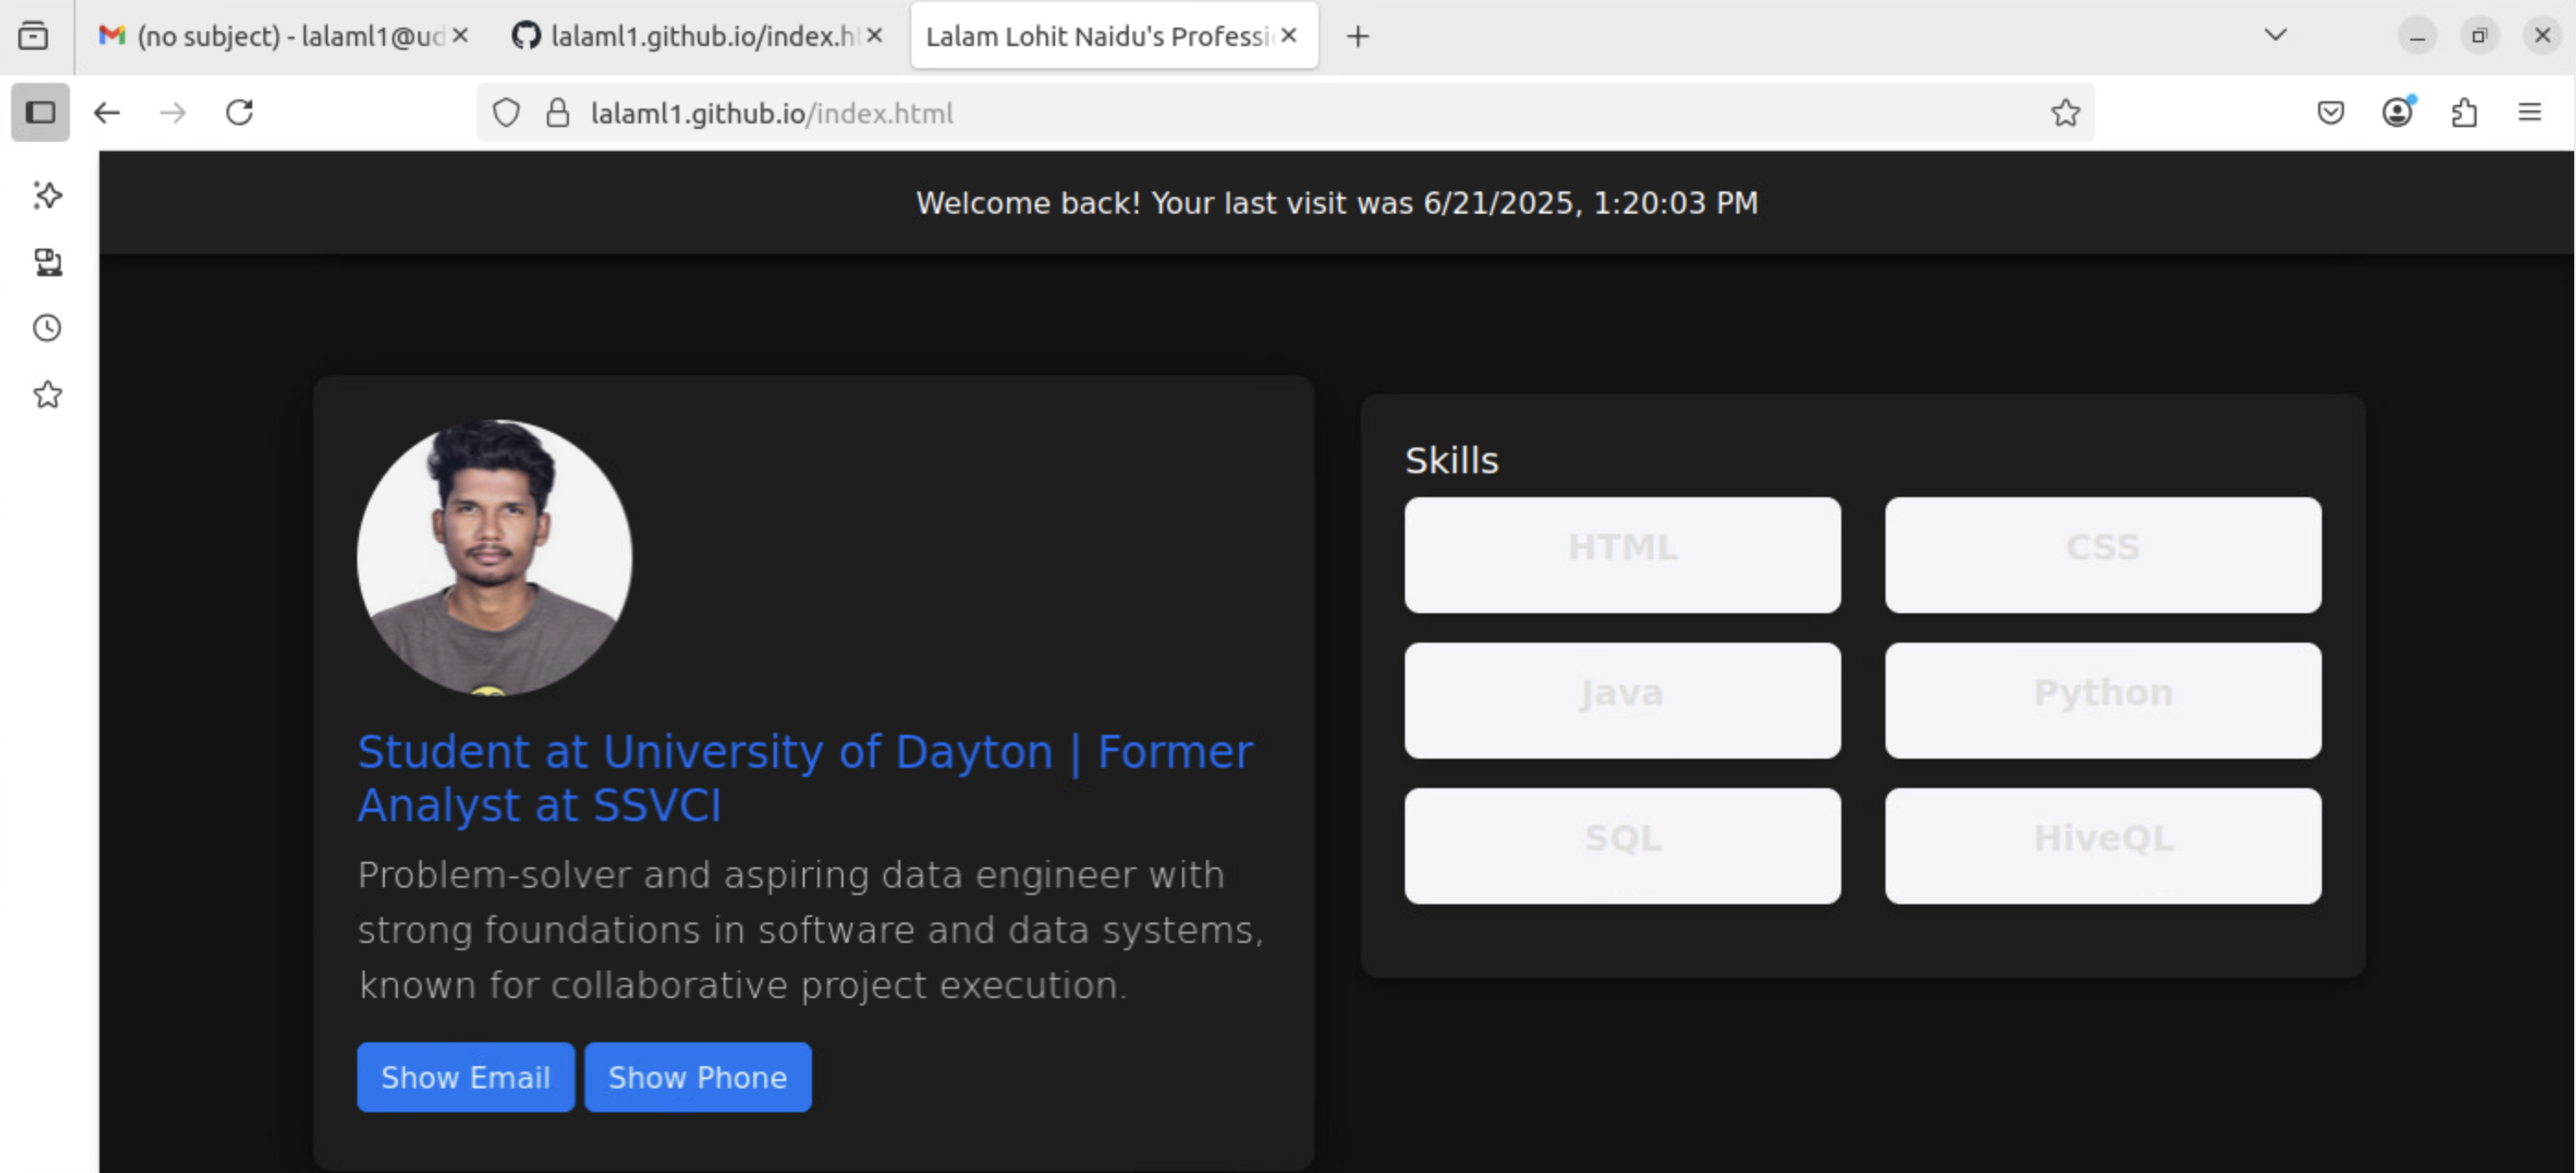 (no subject) - lalaml1@ud
lalaml1.github.io/index.h
Lalam Lohit Naidu's Professi
lalaml1.github.io/index.html
Welcome back! Your last visit was 6/21/2025, 1:20:03 PM
Student at University of Dayton | Former
Analyst at SSVCI
Problem-solver and aspiring data engineer with
strong foundations in software and data systems,
known for collaborative project execution.
Show Email
Show Phone
Skills
HTML
CSS
Java
Python
SQL
HiveQL